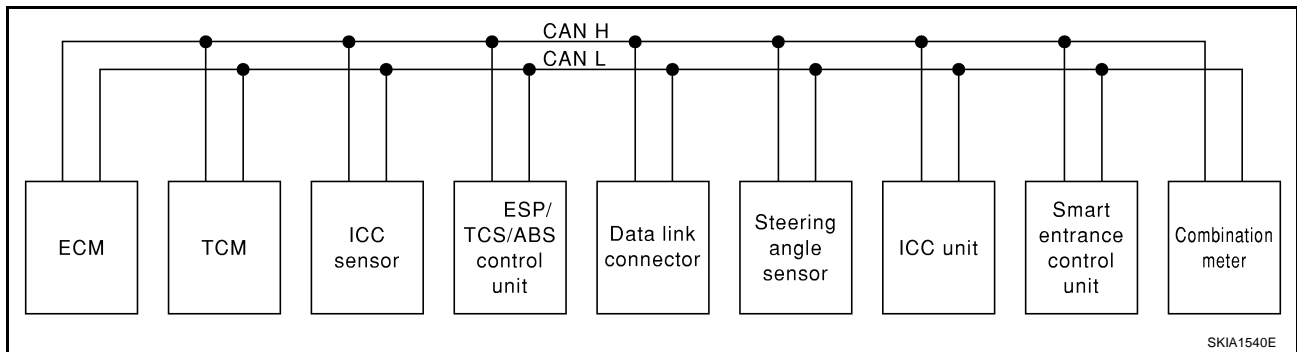 CAN H
CAN L
ECM
TCM
ICC
sensor
ESP/
TCS/ABS
control
unit
Data link
connector
Steering
angle
sensor
ICC unit
Smart
entrance
control
unit
Combination
meter
SKIA1540E